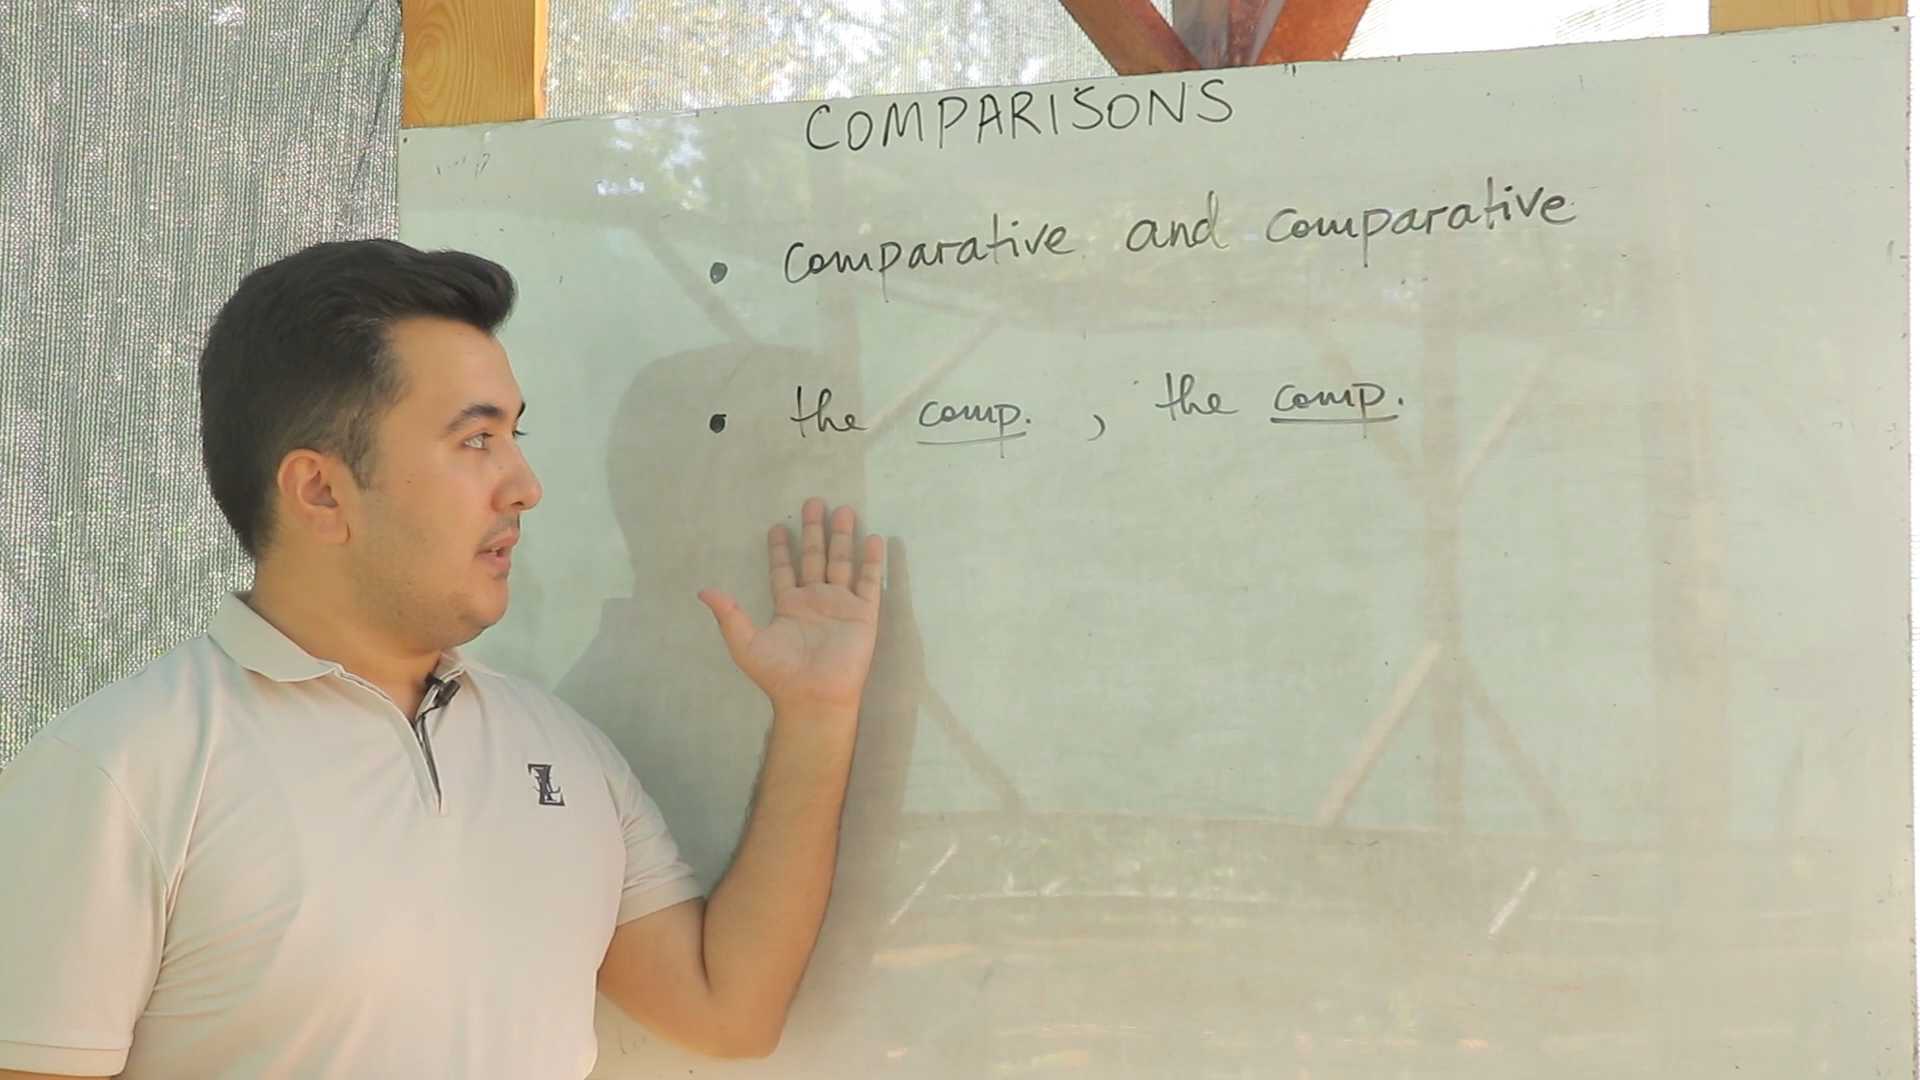 COMPARISONS
• comparative and comparative
• the comp. , the comp.